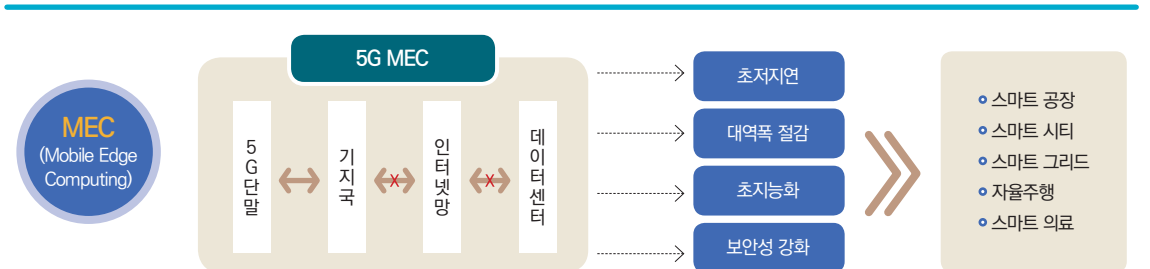 MEC
(Mobile Edge
Computing)
5G MEC
5G단말
기지국
X
인터넷망
X
데이터센터
초저지연
대역폭 절감
초지능화
보안성 강화
스마트 공장
스마트 시티
스마트 그리드
자율주행
스마트 의료